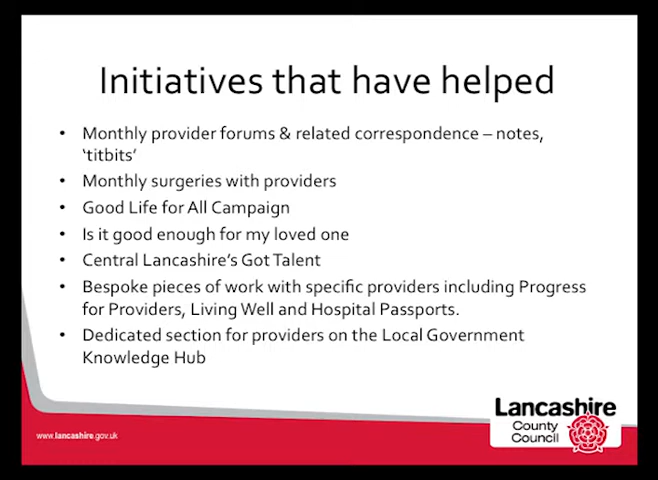 Initiatives that have helped
• Monthly provider forums & related correspondence – notes,
‘titbits’
• Monthly surgeries with providers
• Good Life for All Campaign
• Is it good enough for my loved one
• Central Lancashire’s Got Talent
• Bespoke pieces of work with specific providers including Progress
for Providers, Living Well and Hospital Passports.
• Dedicated section for providers on the Local Government
Knowledge Hub
www.lancashire.gov.uk
Lancashire
County
Council